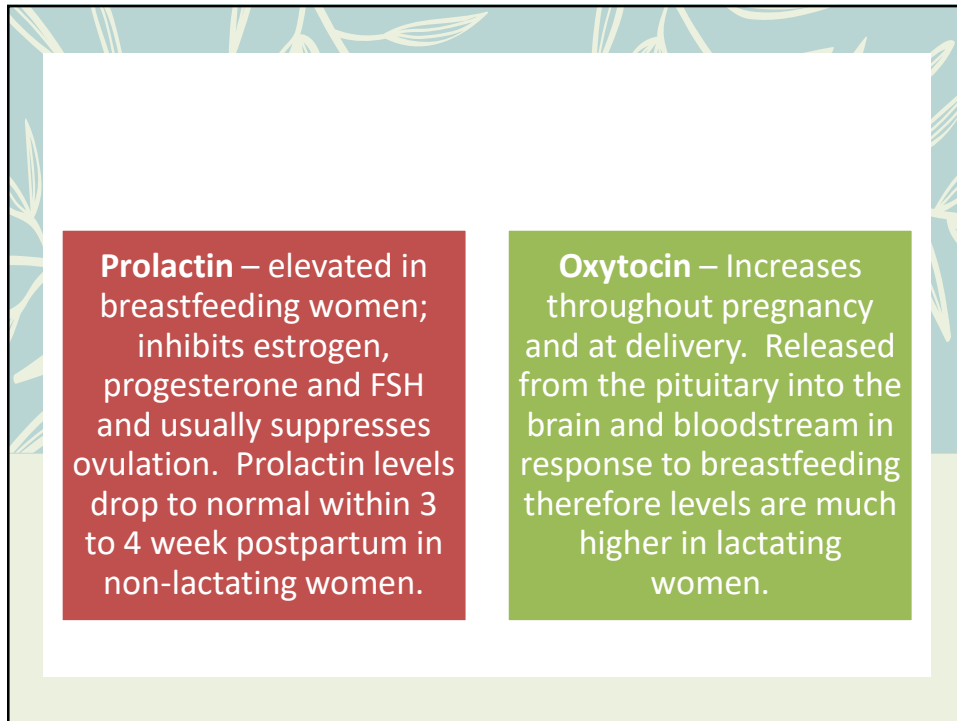 Prolactin – elevated in
breastfeeding women;
inhibits estrogen,
progesterone and FSH
and usually suppresses
ovulation.  Prolactin levels
drop to normal within 3
to 4 week postpartum in
non-lactating women.
Oxytocin – Increases
throughout pregnancy
and at delivery.  Released
from the pituitary into the
brain and bloodstream in
response to breastfeeding
therefore levels are much
higher in lactating
women.